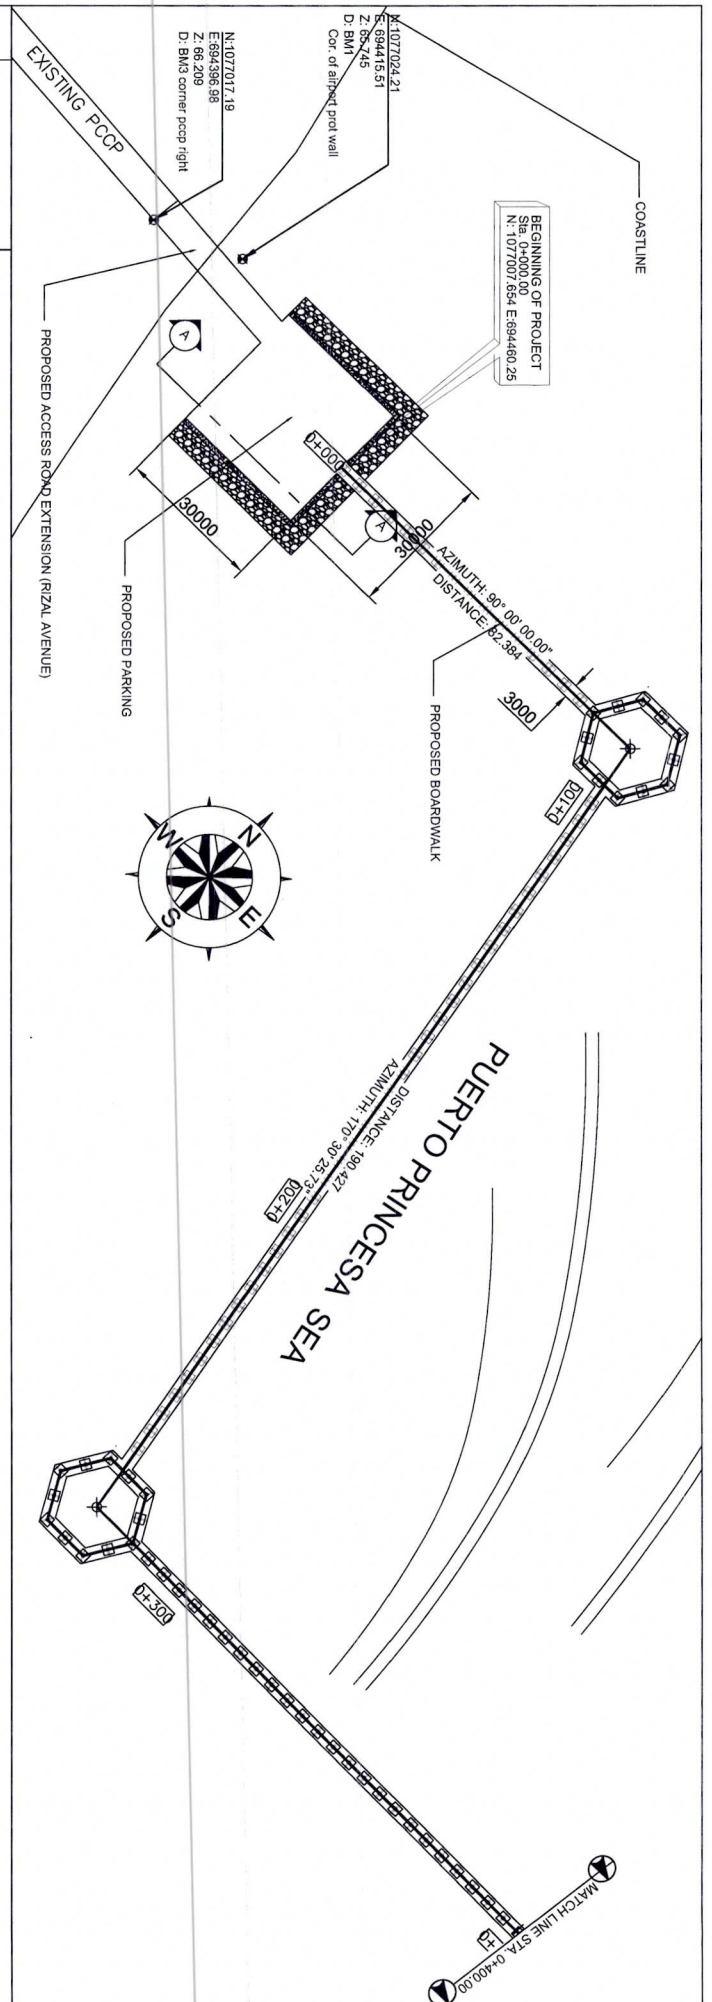 EXISTING PCCP
N:1077017.19
E:694396.98
Z: 66.209
D: BM3 corner pccp right
N:1077024.21
E: 694415.51
Z: 65.745
D: BM1
Cor. of airport prot wall
COASTLINE
BEGINNING OF PROJECT
Sta. 0+000.00
N: 1077007.654 E:694460.25
A
PROPOSED ACCESS ROAD EXTENSION (RIZAL AVENUE)
30000
PROPOSED PARKING
0+000
A
30000
AZIMUTH: 90° 00' 00.00"
DISTANCE: 82.384
3000
PROPOSED BOARDWALK
0+100
N
E
S
W
PUERTO PRINCESA SEA
DISTANCE: 190.427
AZIMUTH: 170° 30' 25.73"
0+200
0+300
0+
MATCH LINE STA. 0+400.00